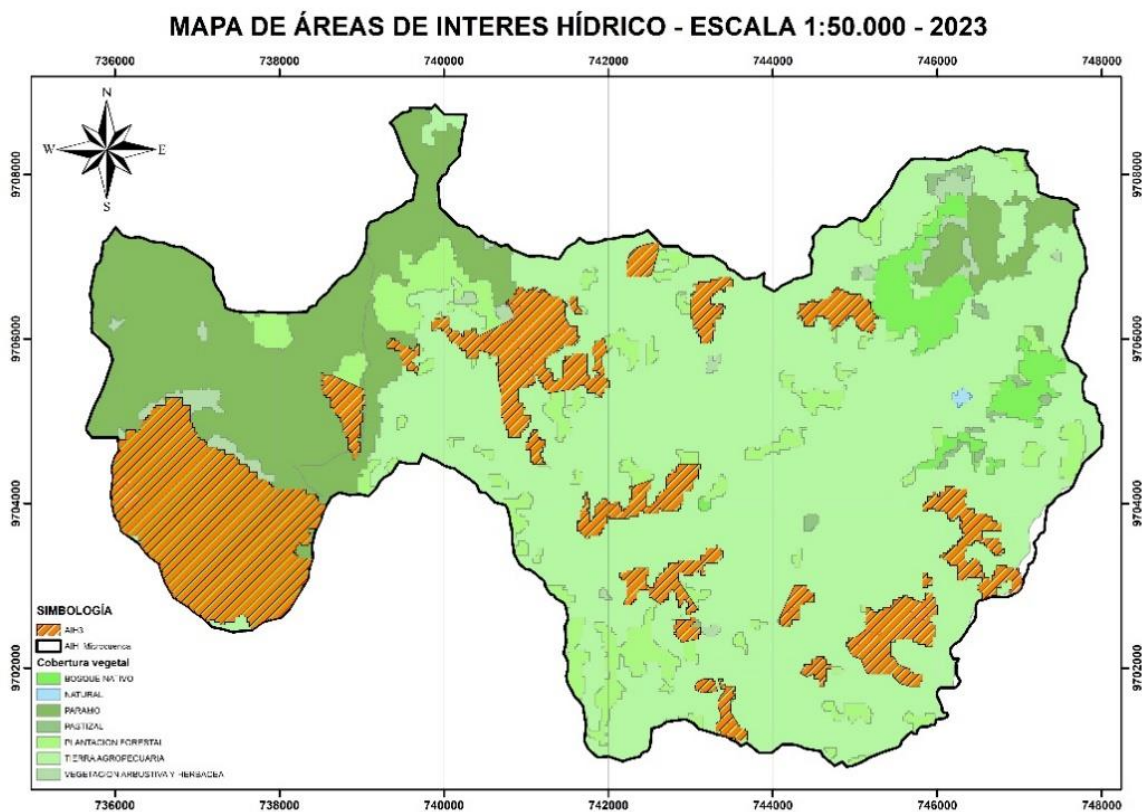 MAPA DE ÁREAS DE INTERES HÍDRICO - ESCALA 1:50.000 - 2023
736000 738000 740000 742000 744000 746000 748000
N
W E
S
9708000 9708000
9706000 9706000
9704000 9704000
9702000 9702000
SIMBOLOGÍA
AIH3
AIH Microcuenca
Cobertura vegetal
BOSQUE NATIVO
NATURAL
PARAMO
PASTIZAL
PLANTACION FORESTAL
TIERRA AGROPECUARIA
VEGETACION ARBUSTIVA Y HERBACEA
736000 738000 740000 742000 744000 746000 748000